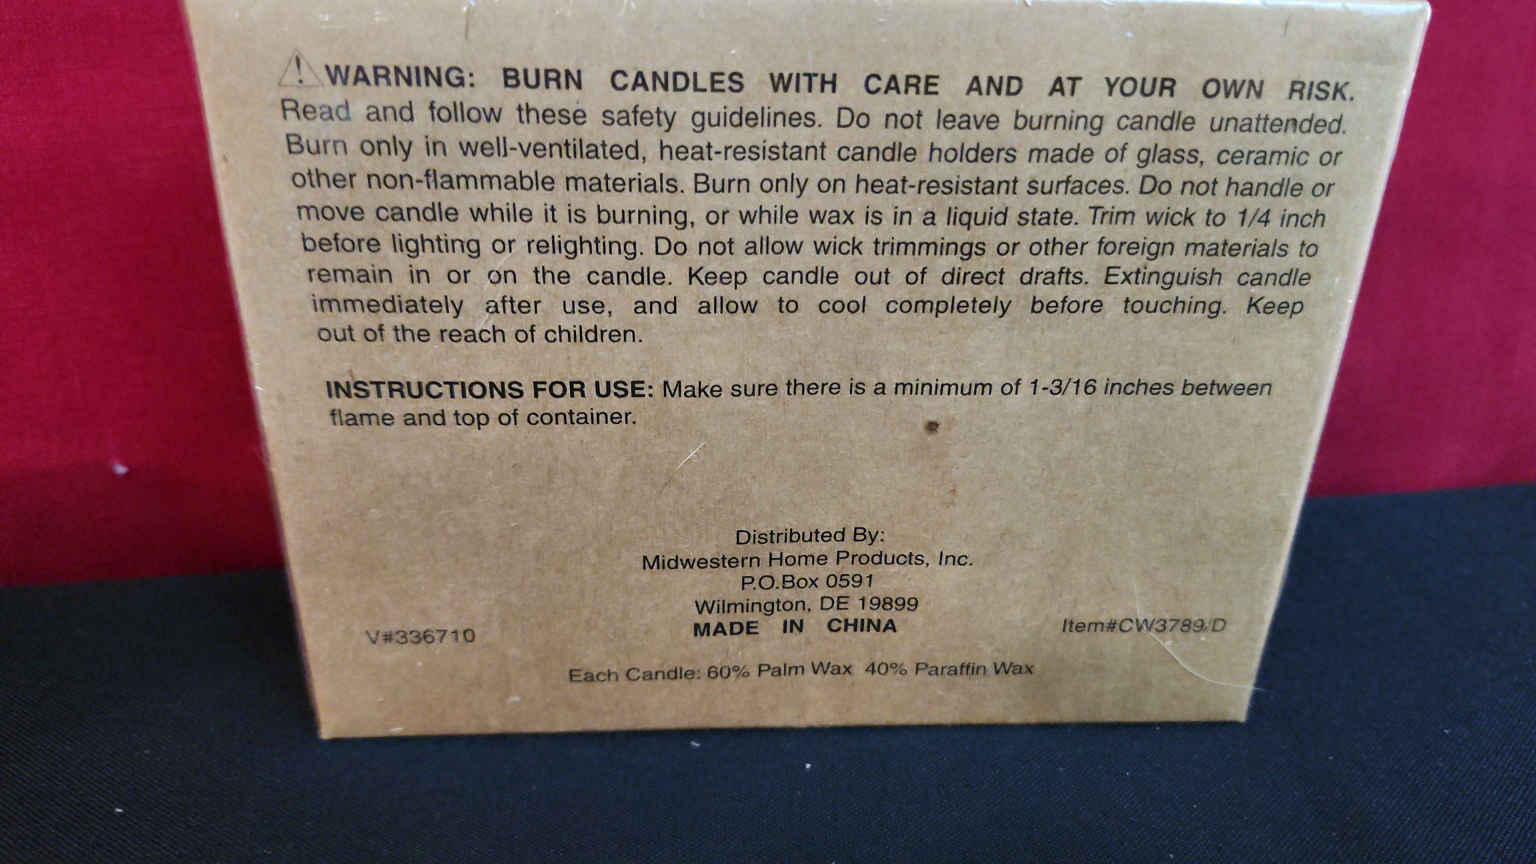 WARNING: BURN CANDLES WITH CARE AND AT YOUR OWN RISK.
Read and follow these safety guidelines. Do not leave burning candle unattended.
Burn only in well-ventilated, heat-resistant candle holders made of glass, ceramic or
other non-flammable materials. Burn only on heat-resistant surfaces. Do not handle or
move candle while it is burning, or while wax is in a liquid state. Trim wick to 1/4 inch
before lighting or relighting. Do not allow wick trimmings or other foreign materials to
remain in or on the candle. Keep candle out of direct drafts. Extinguish candle
immediately after use, and allow to cool completely before touching. Keep
out of the reach of children.
INSTRUCTIONS FOR USE: Make sure there is a minimum of 1-3/16 inches between
flame and top of container.
Distributed By:
Midwestern Home Products, Inc.
P.O.Box 0591
Wilmington, DE 19899
MADE IN CHINA
V#336710
Item#CW3789/D
Each Candle: 60% Palm Wax 40% Paraffin Wax